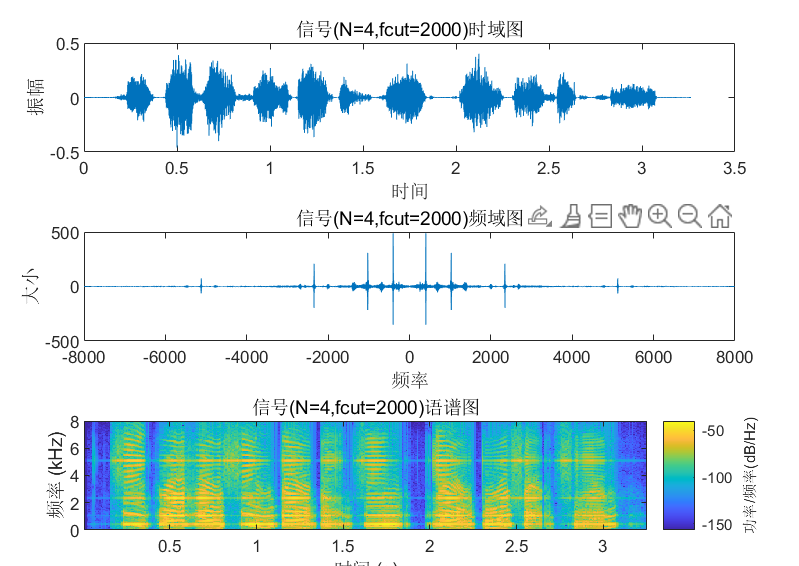 信号(N=4,fcut=2000)时域图
0.5
0
-0.5
振幅
0 0.5 1 1.5 2 2.5 3 3.5
时间
信号(N=4,fcut=2000)频域图
500
0
-500
大小
-8000 -6000 -4000 -2000 0 2000 4000 6000 8000
频率
信号(N=4,fcut=2000)语谱图
8
6
4
2
0
频率 (kHz)
0.5 1 1.5 2 2.5 3
-50
-100
-150
功率/频率(dB/Hz)